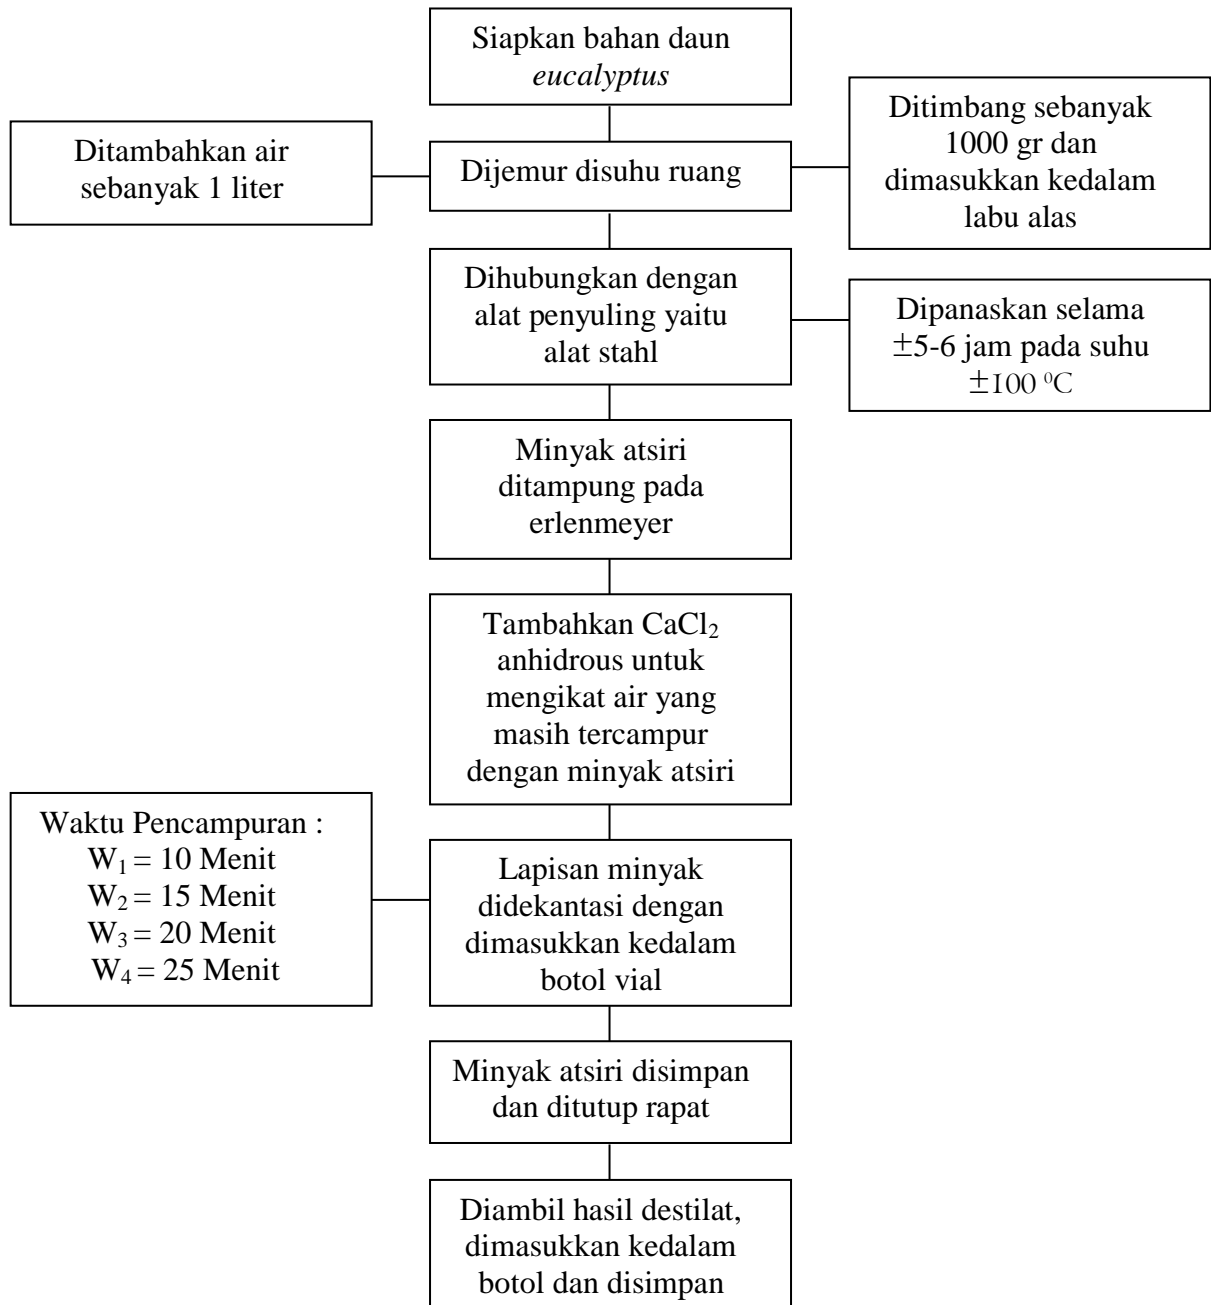 Siapkan bahan daun
eucalyptus
Ditambahkan air
sebanyak 1 liter
Dijemur disuhu ruang
Ditimbang sebanyak
1000 gr dan
dimasukkan kedalam
labu alas
Dihubungkan dengan
alat penyuling yaitu
alat stahl
Dipanaskan selama
±5-6 jam pada suhu
±100 ⁰C
Minyak atsiri
ditampung pada
erlenmeyer
Tambahkan CaCl₂
anhidrous untuk
mengikat air yang
masih tercampur
dengan minyak atsiri
Waktu Pencampuran :
W₁ = 10 Menit
W₂ = 15 Menit
W₃ = 20 Menit
W₄ = 25 Menit
Lapisan minyak
didekantasi dengan
dimasukkan kedalam
botol vial
Minyak atsiri disimpan
dan ditutup rapat
Diambil hasil destilat,
dimasukkan kedalam
botol dan disimpan